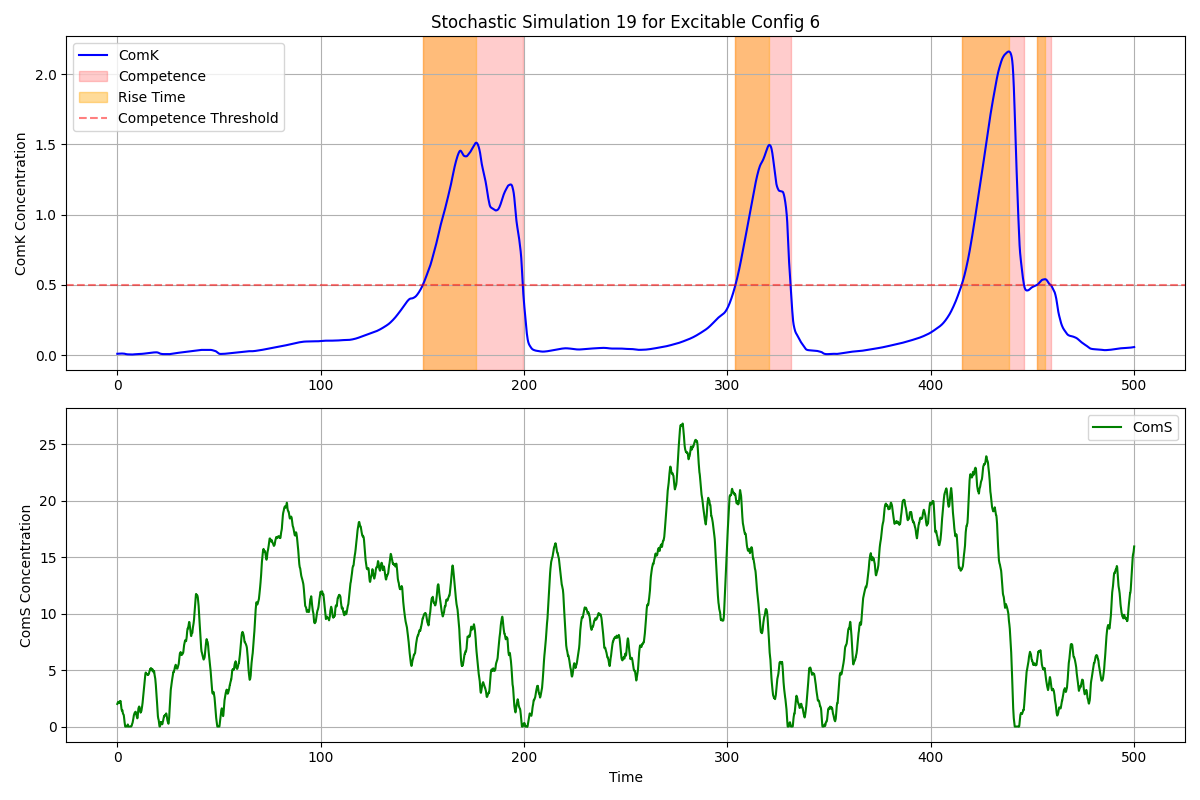 Stochastic Simulation 19 for Excitable Config 6
ComK
Competence
Rise Time
Competence Threshold
ComK Concentration
2.0
1.5
1.0
0.5
0.0
0 100 200 300 400 500
ComS
ComS Concentration
25
20
15
10
5
0
0 100 200 300 400 500
Time